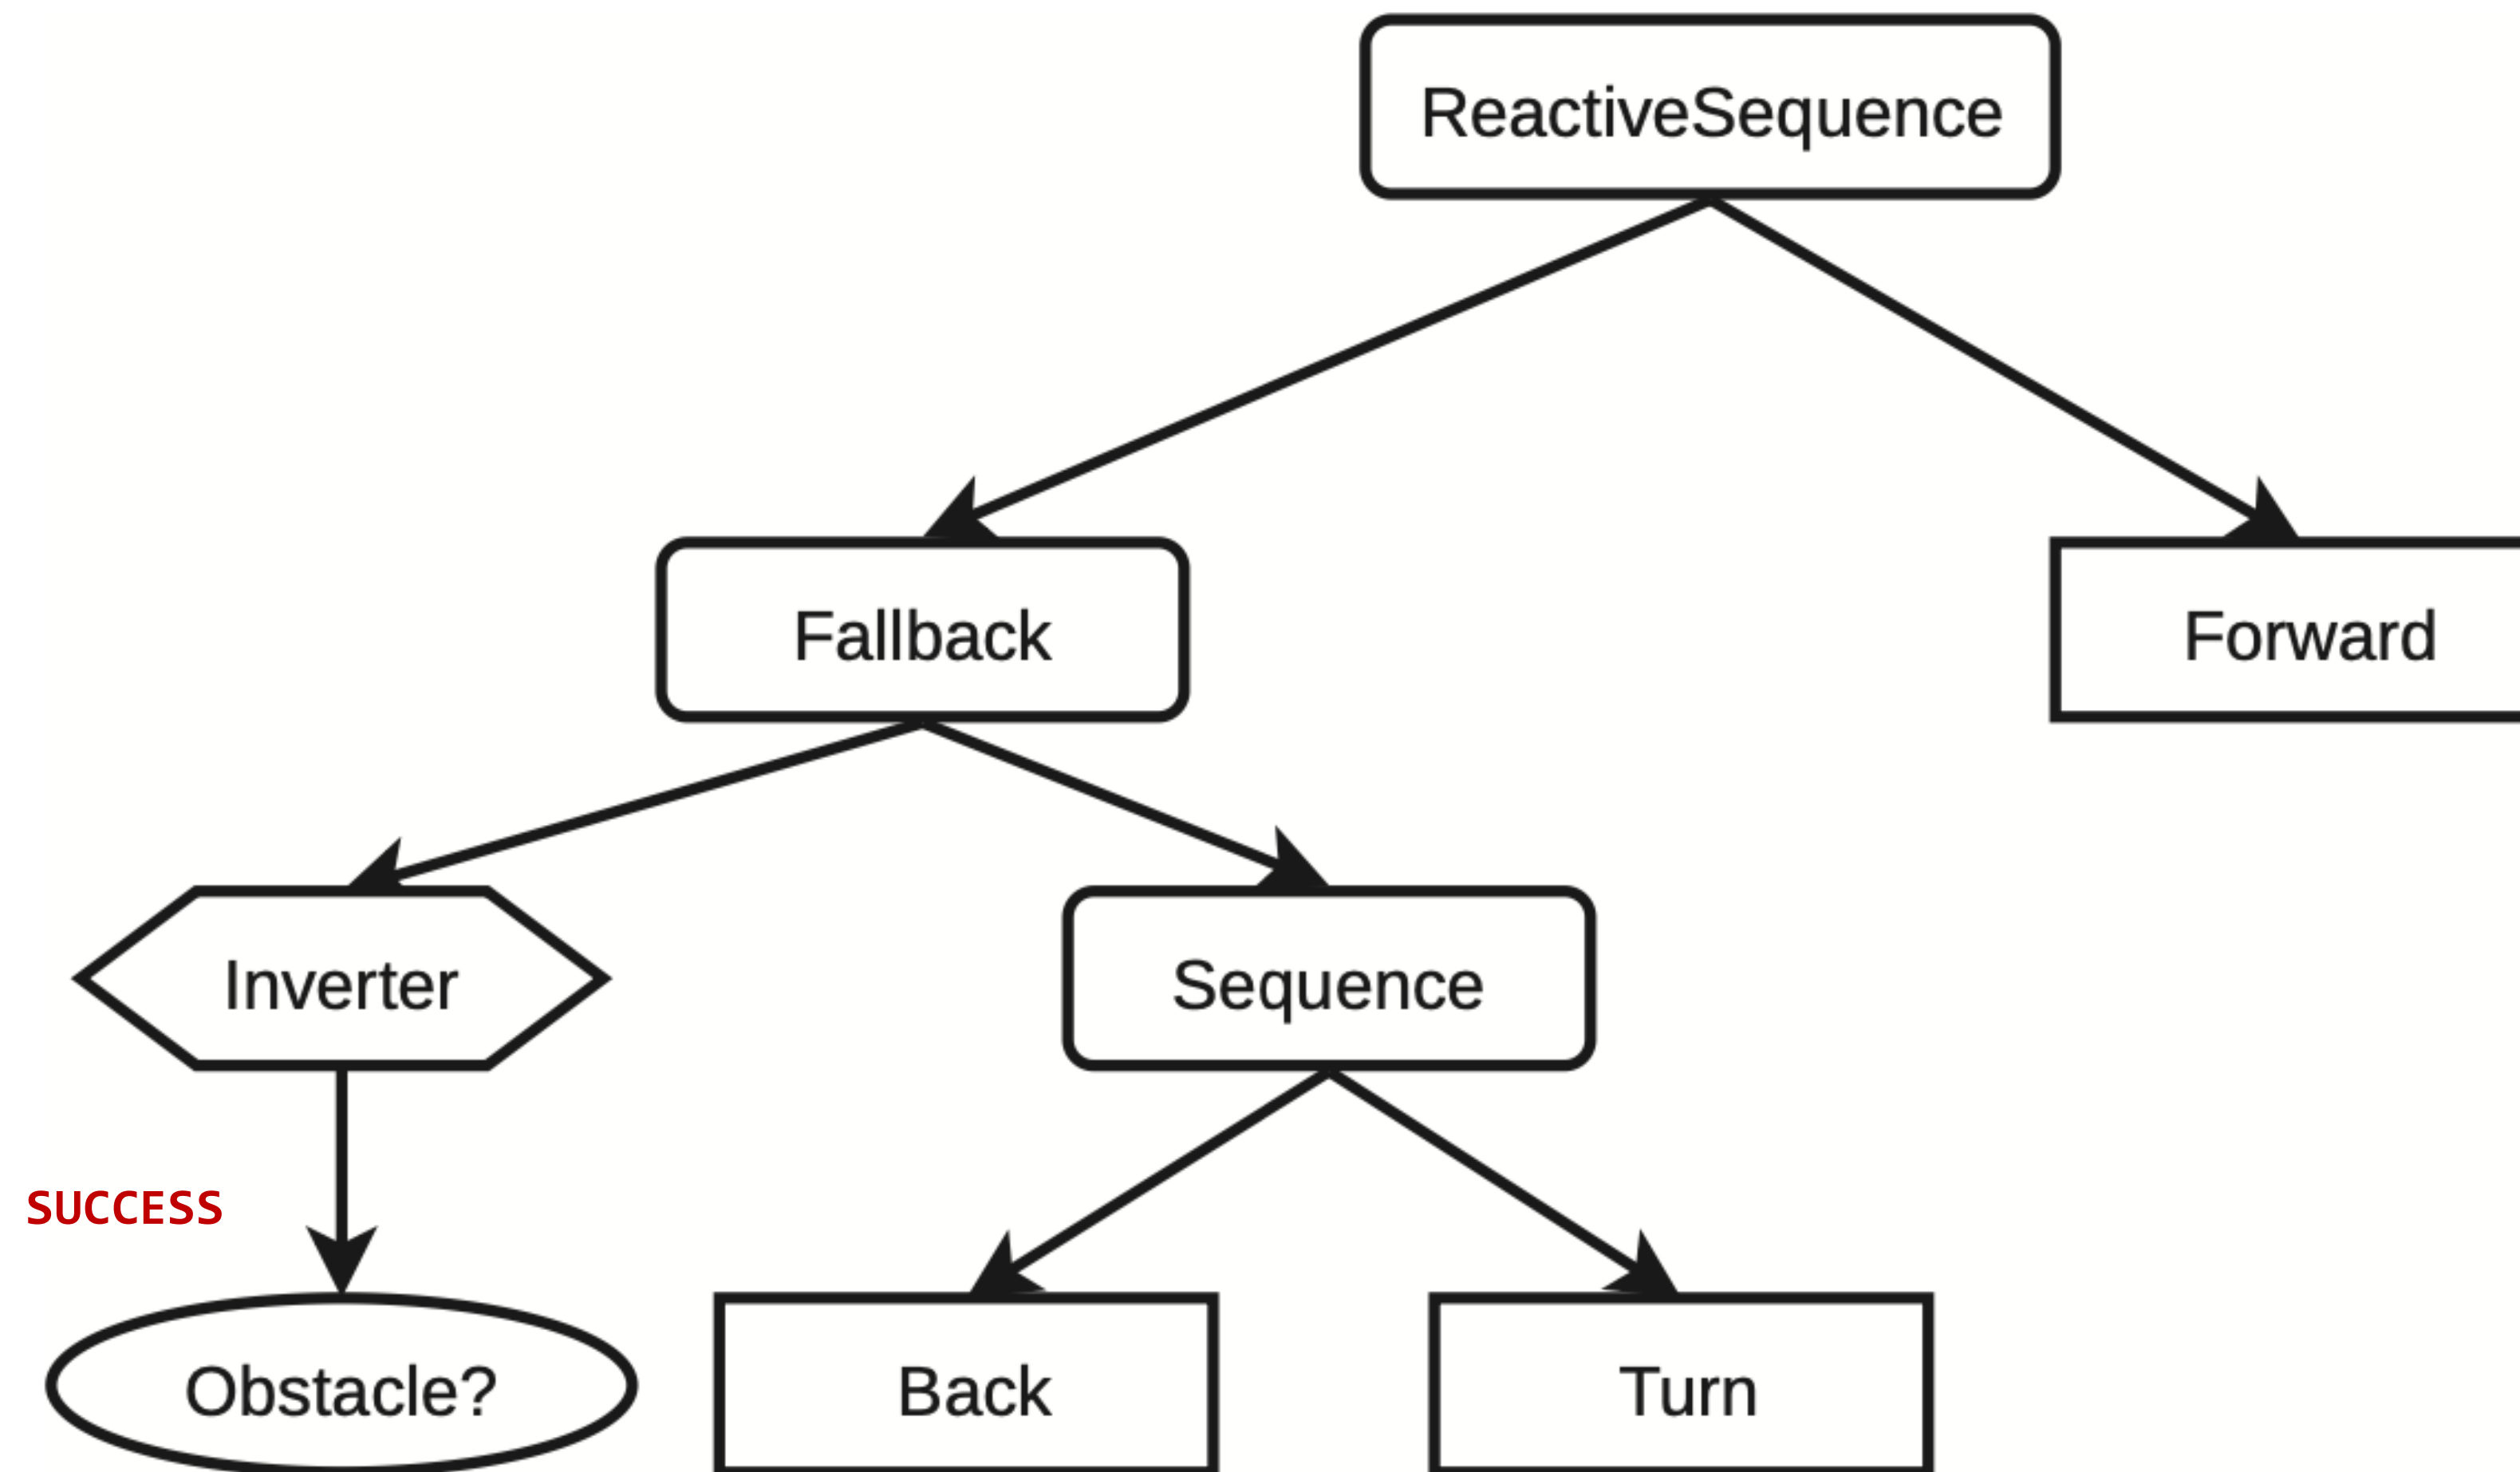 ReactiveSequence
Fallback
Forward
Inverter
Sequence
SUCCESS
Obstacle?
Back
Turn